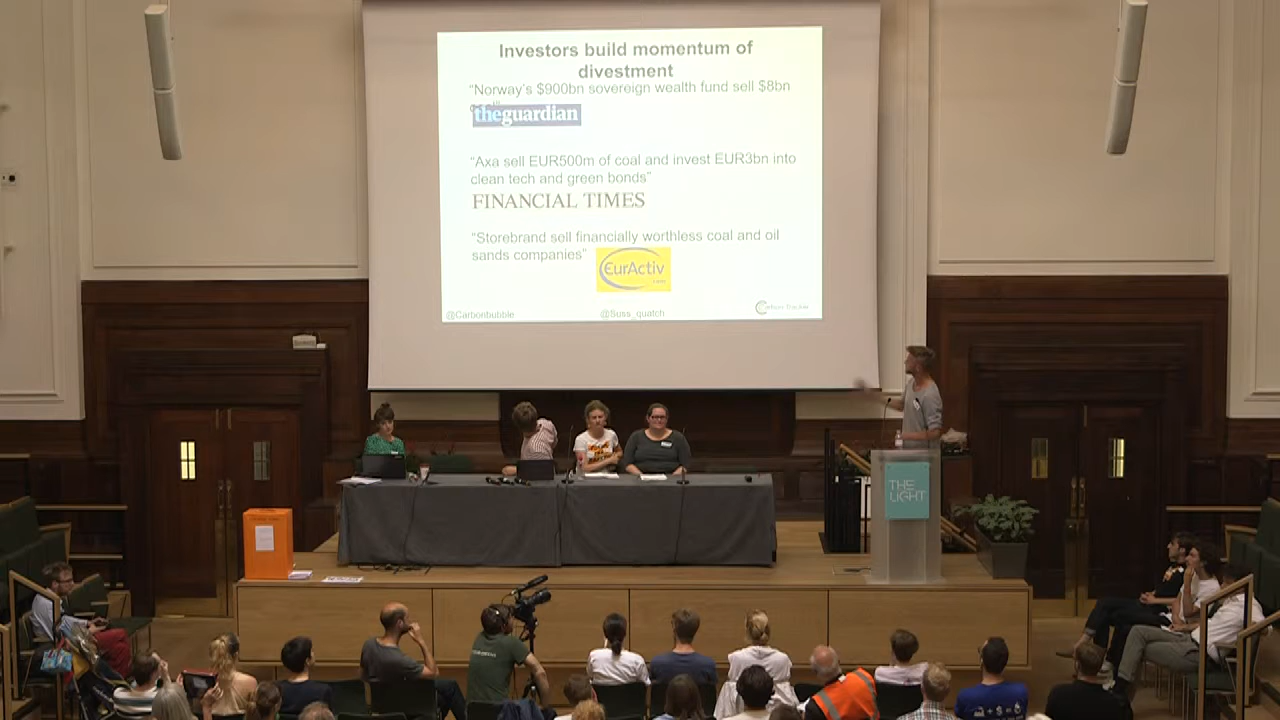 Investors build momentum of
divestment
“Norway's $900bn sovereign wealth fund sell $8bn
theguardian
“Axa sell EUR500m of coal and invest EUR3bn into
clean tech and green bonds”
FINANCIAL TIMES
“Storebrand sell financially worthless coal and oil
sands companies”
EurActiv
.com
@Carbonbubble
@Suss_quatch
THE
LIGHT